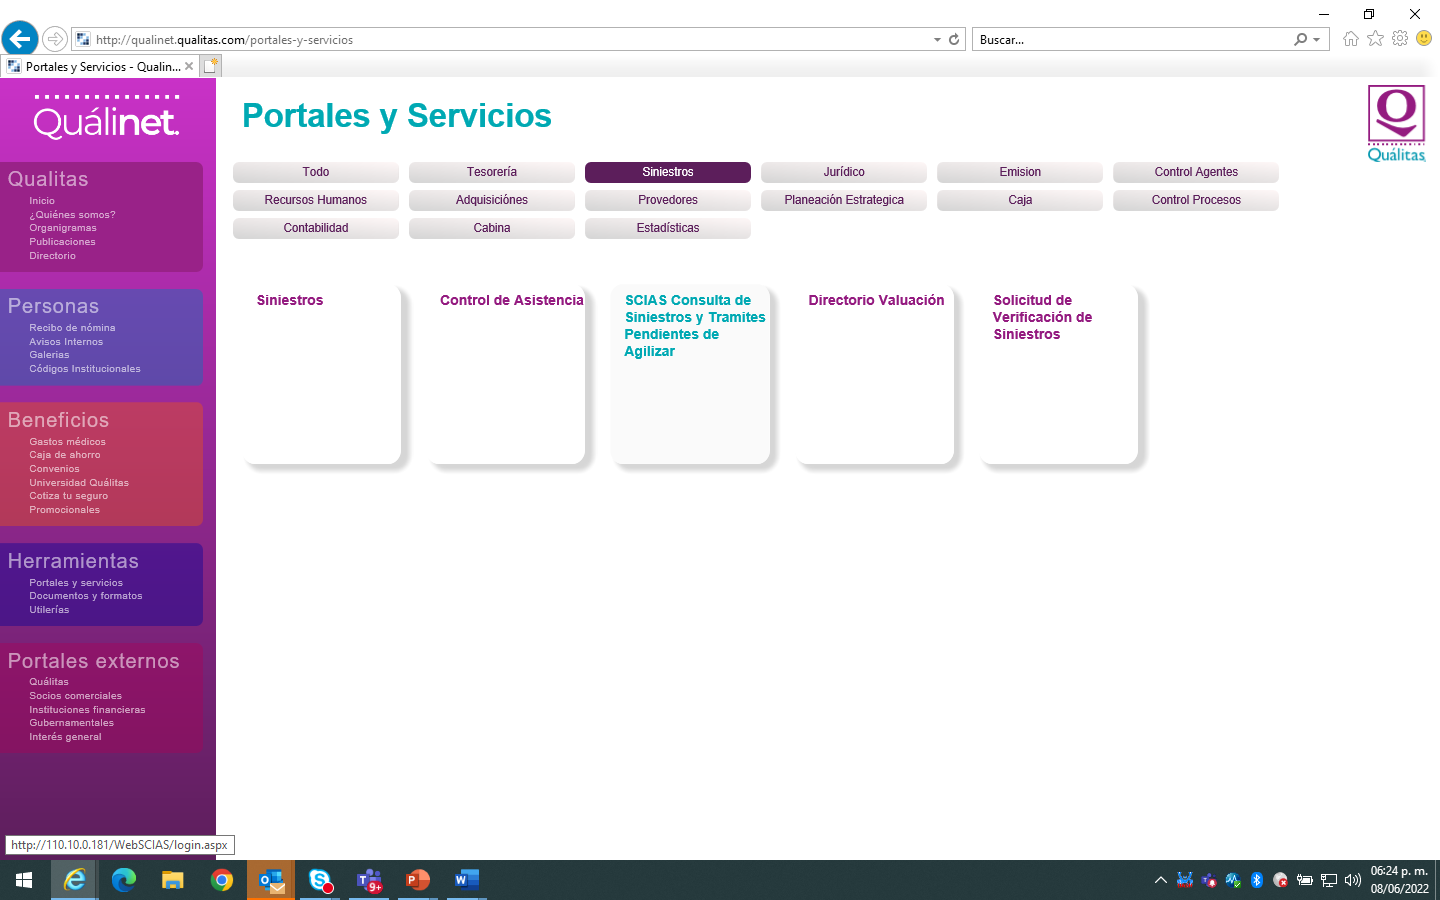 http://qualinet.qualitas.com/portales-y-servicios
Buscar...
Portales y Servicios - Qualin...
Quálinet.
Portales y Servicios
Quálitas
Todo
Tesorería
Siniestros
Jurídico
Emision
Control Agentes
Recursos Humanos
Adquisiciónes
Provedores
Planeación Estrategica
Caja
Control Procesos
Contabilidad
Cabina
Estadísticas
Qualitas
Inicio
¿Quiénes somos?
Organigramas
Publicaciones
Directorio
Personas
Recibo de nómina
Avisos Internos
Galerias
Códigos Institucionales
Beneficios
Gastos médicos
Caja de ahorro
Convenios
Universidad Quálitas
Cotiza tu seguro
Promocionales
Herramientas
Portales y servicios
Documentos y formatos
Utilerías
Portales externos
Quálitas
Socios comerciales
Instituciones financieras
Gubernamentales
Interés general
Siniestros
Control de Asistencia
SCIAS Consulta de
Siniestros y Tramites
Pendientes de
Agilizar
Directorio Valuación
Solicitud de
Verificación de
Siniestros
http://110.10.0.181/WebSCIAS/login.aspx
9+
06:24 p. m.
08/06/2022